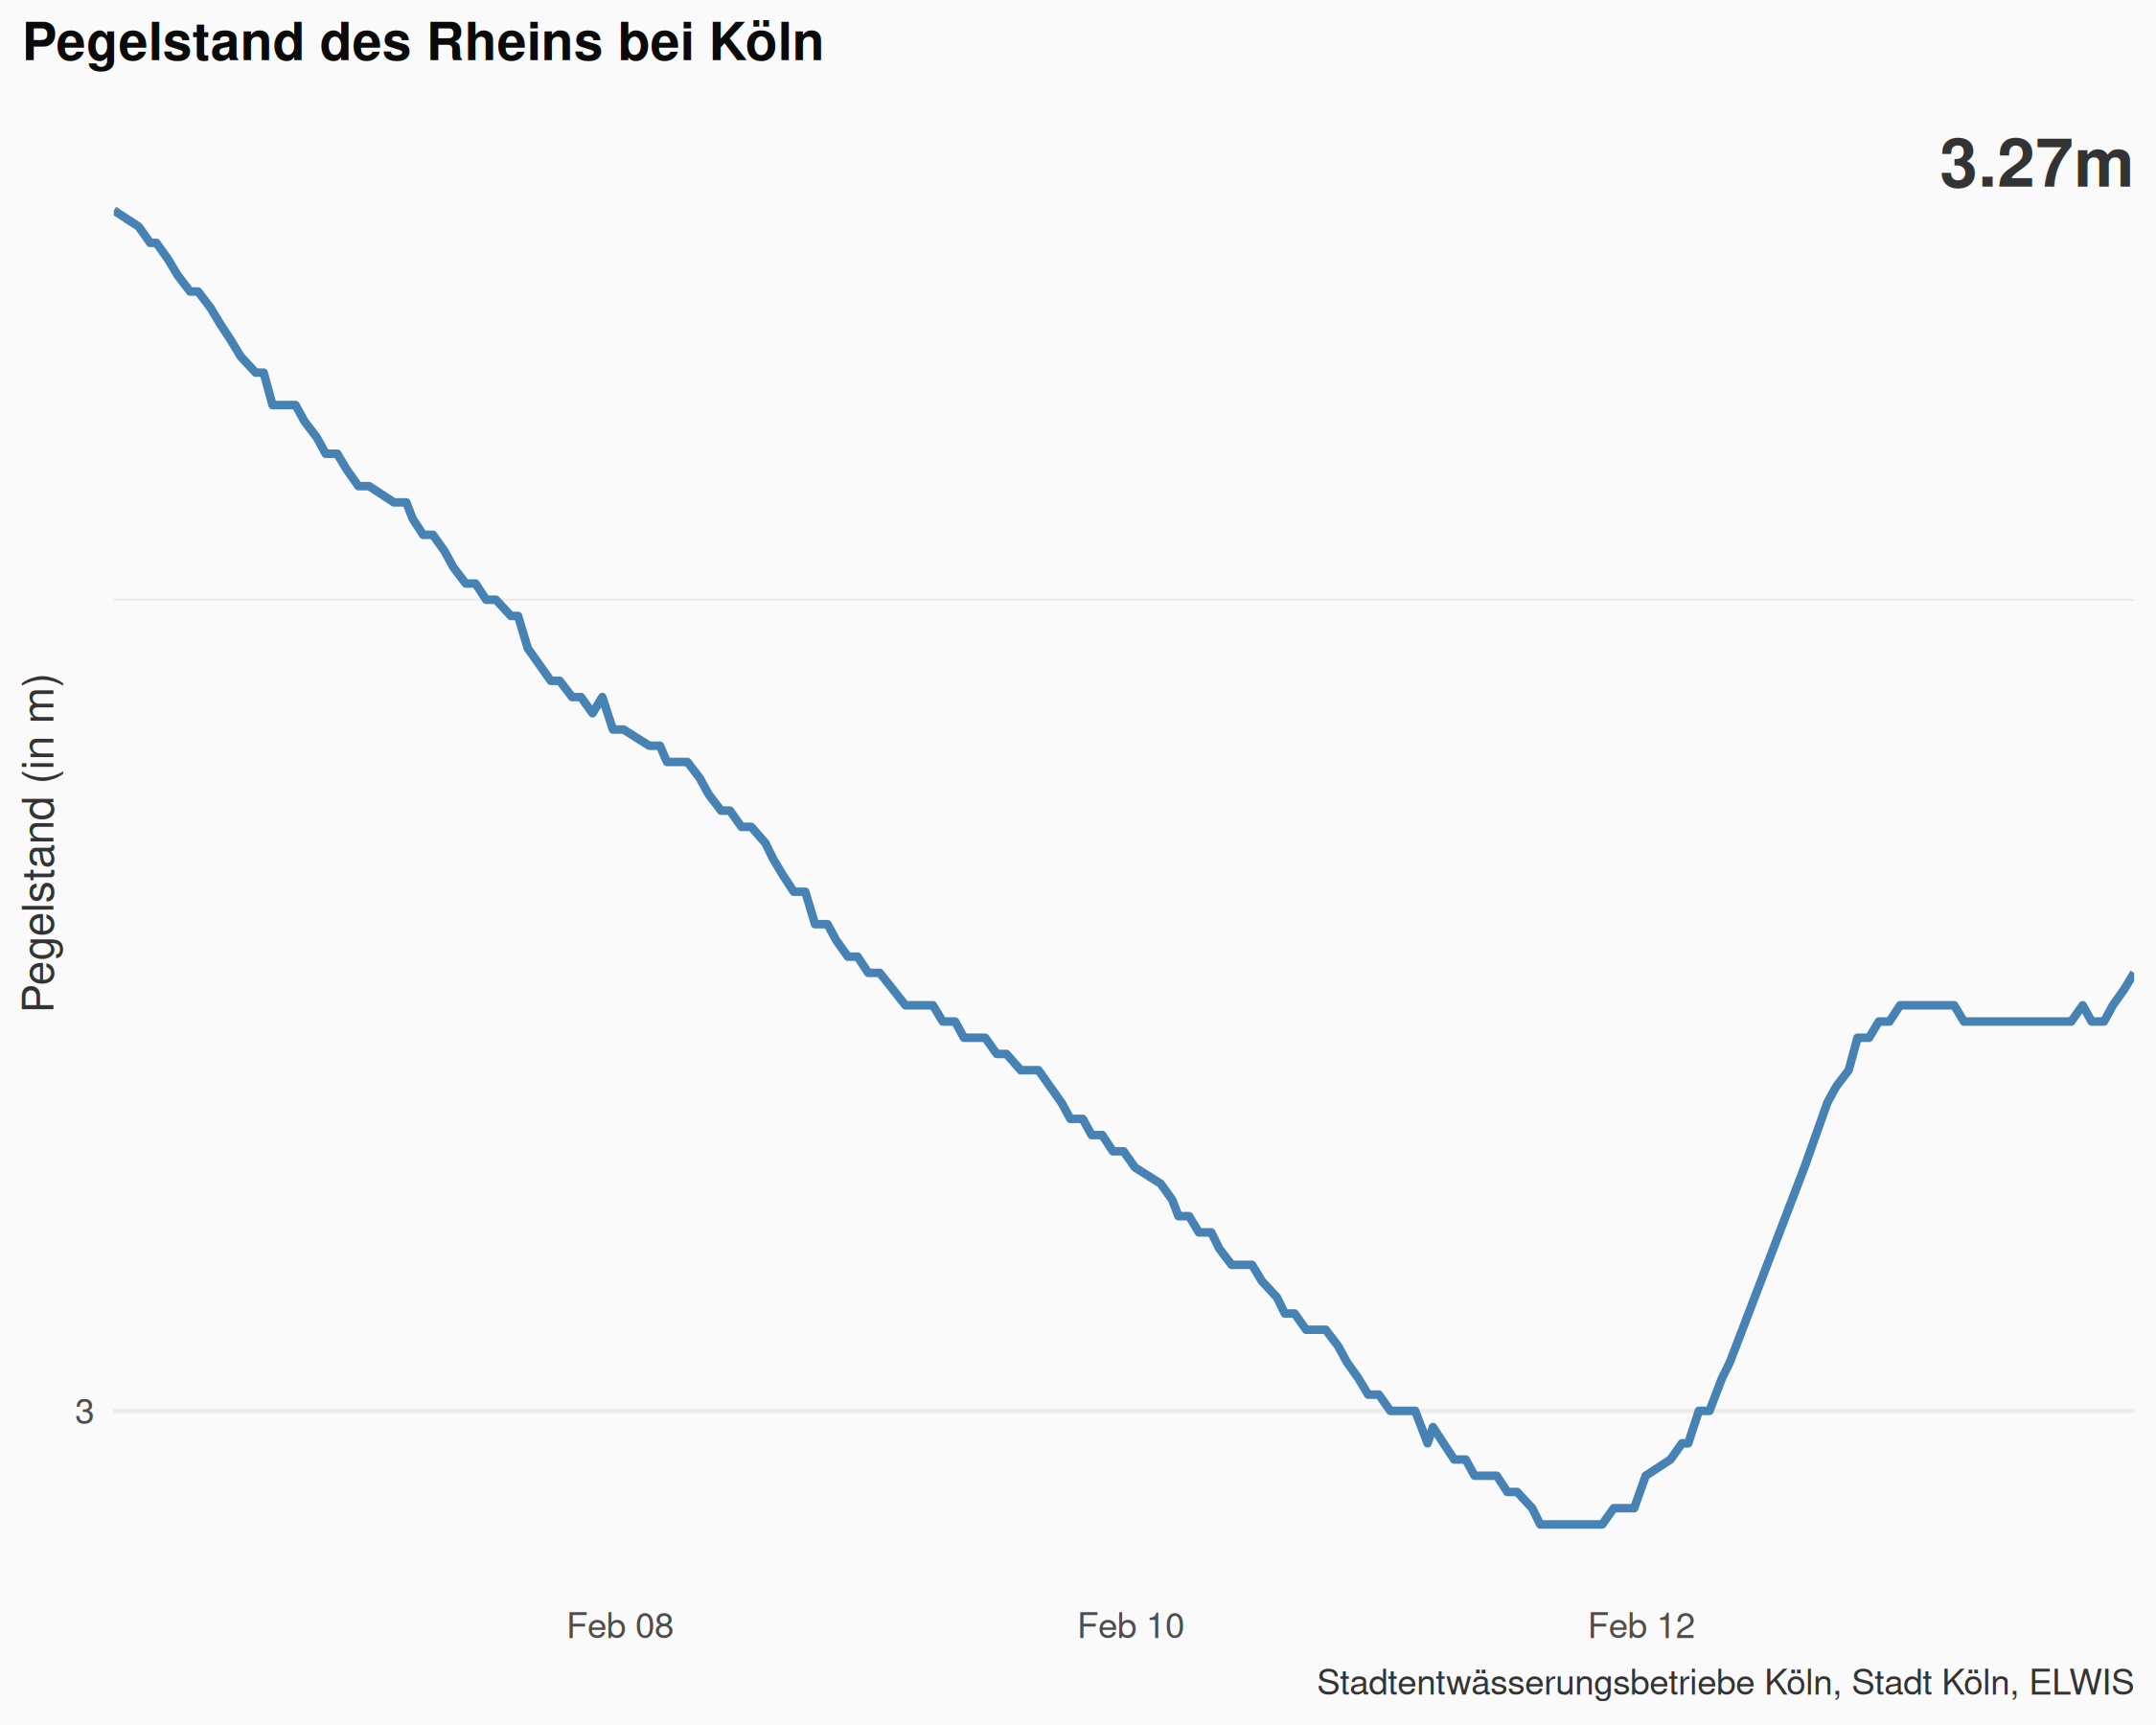 Pegelstand des Rheins bei Köln
3.27m
Pegelstand (in m)
3
Feb 08
Feb 10
Feb 12
Stadtentwässerungsbetriebe Köln, Stadt Köln, ELWIS